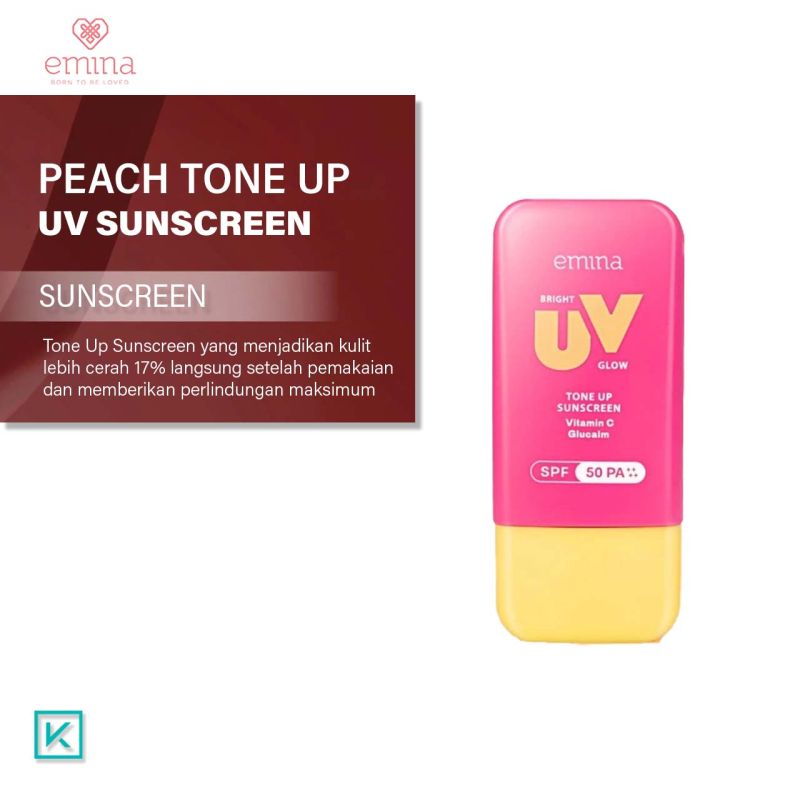 emina
BORN TO BE LOVED
PEACH TONE UP
UV SUNSCREEN
SUNSCREEN
Tone Up Sunscreen yang menjadikan kulit
lebih cerah 17% langsung setelah pemakaian
dan memberikan perlindungan maksimum
emina
BRIGHT
UV
GLOW
TONE UP
SUNSCREEN
Vitamin C
Glucalm
SPF 50 PA++++
K